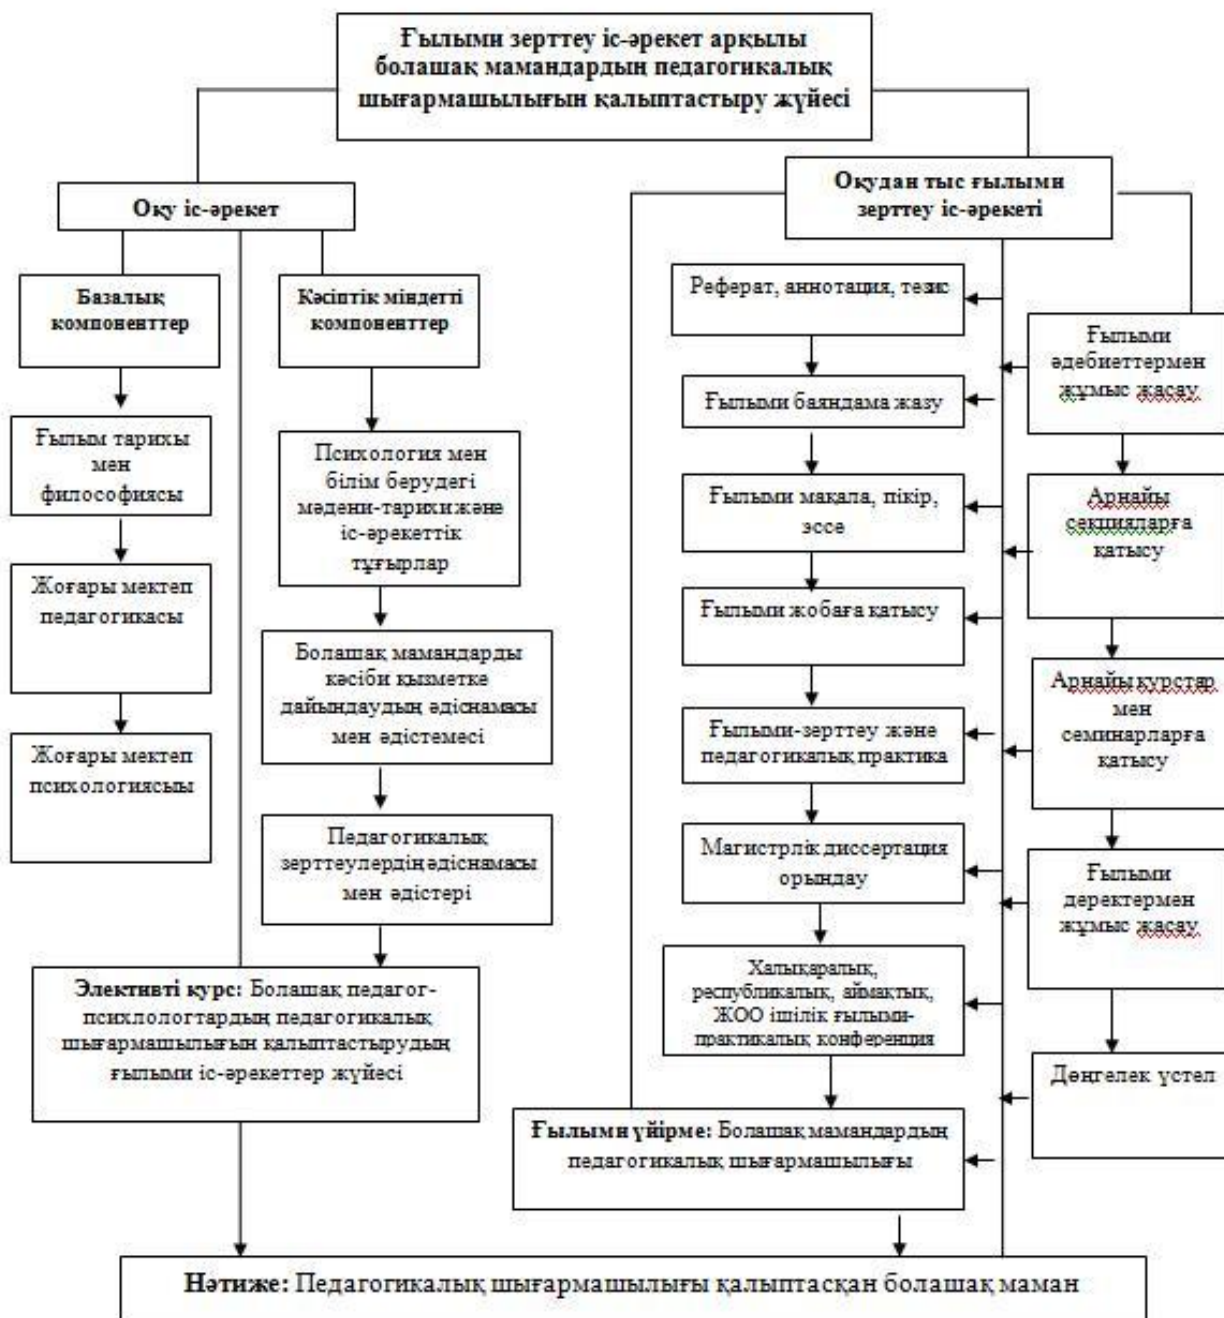 Ғылыми зерттеу іс-әрекет арқылы
болашақ мамандардың педагогикалық
шығармашылығын қалыптастыру жүйесі
Оқу іс-әрекет
Базалық
компоненттер
Кәсіптік міндетті
компоненттер
Ғылым тарихы
мен
философиясы
Жоғары мектеп
педагогикасы
Жоғары мектеп
психологиясыы
Психология мен
білім берудегі
мәдени-тарихи және
іс-әрекеттік
тұғырлар
Болашақ мамандарды
кәсіби қызметке
дайындаудың әдіснамасы
мен әдістемесі
Педагогикалық
зерттеулердің әдіснамасы
мен әдістері
Элективті курс: Болашақ педагог-
психлологтардың педагогикалық
шығармашылығын қалыптастырудың
ғылыми іс-әрекеттер жүйесі
Оқудан тыс ғылыми
зерттеу іс-әрекеті
Реферат, аннотация, тезис
Ғылыми баяндама жазу
Ғылыми мақала, пікір,
эссе
Ғылыми жобаға қатысу
Ғылыми-зерттеу және
педагогикалық практика
Магистрлік диссертация
орындау
Халықаралық,
республикалық, аймақтық,
ЖОО ішілік ғылыми-
практикалық конференция
Ғылыми үйірме: Болашақ мамандардың
педагогикалық шығармашылығы
Ғылыми
әдебиеттермен
жұмыс жасау
Арнайы
секцияларға
қатысу
Арнайы курстар
мен
семинарларға
қатысу
Ғылыми
деректермен
жұмыс жасау
Дөңгелек үстел
Нәтиже: Педагогикалық шығармашылығы қалыптасқан болашақ маман